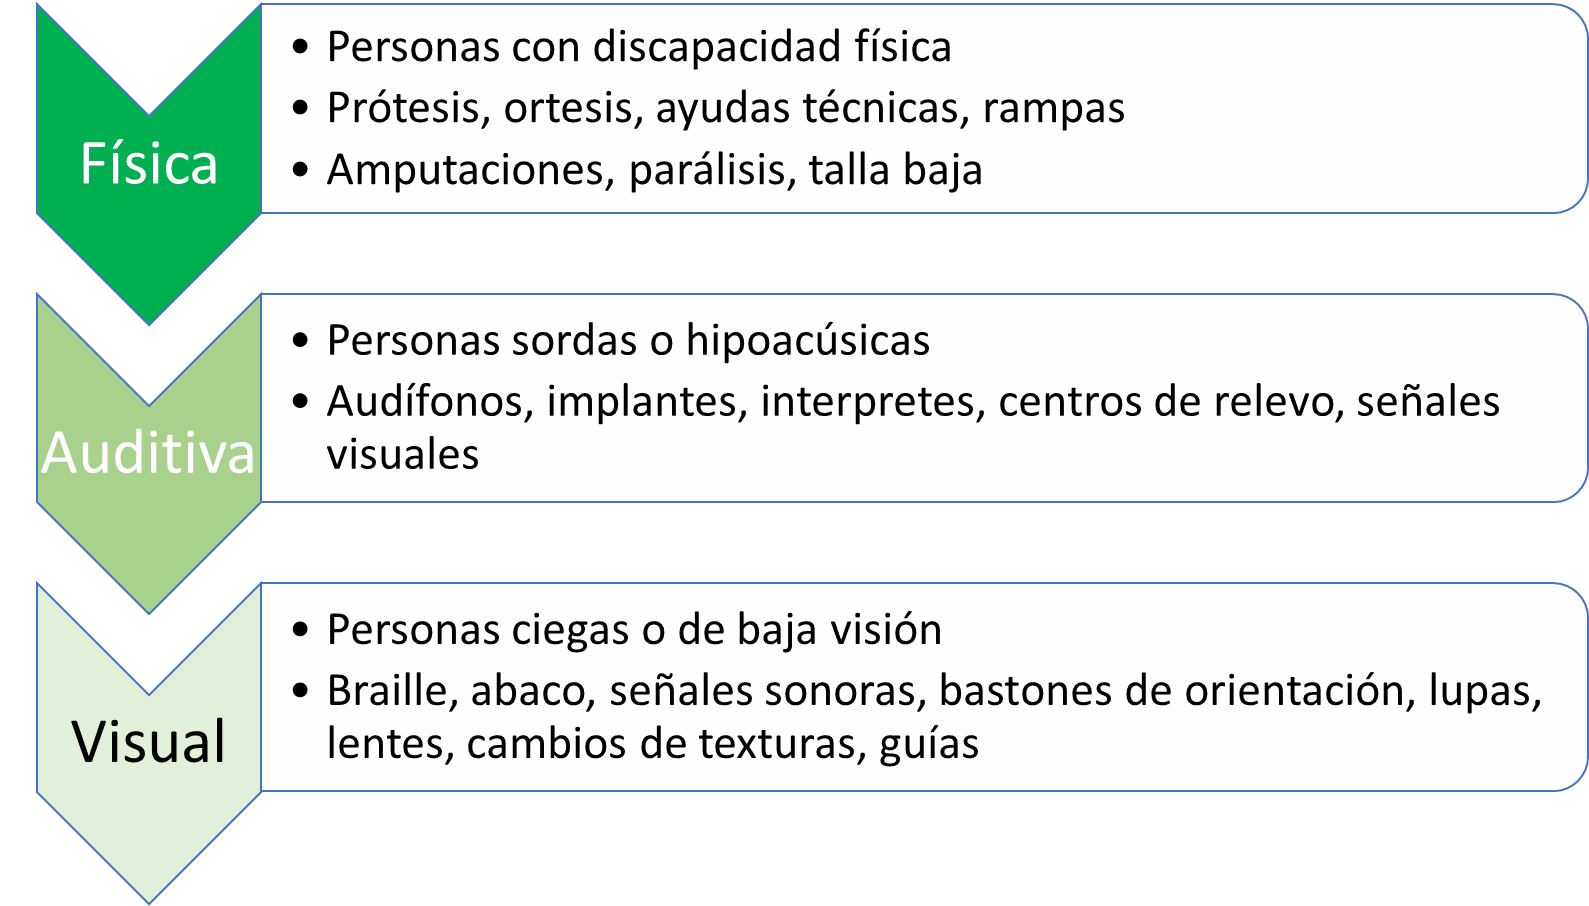 Física
• Personas con discapacidad física
• Prótesis, ortesis, ayudas técnicas, rampas
• Amputaciones, parálisis, talla baja
Auditiva
• Personas sordas o hipoacúsicas
• Audífonos, implantes, interpretes, centros de relevo, señales
visuales
Visual
• Personas ciegas o de baja visión
• Braille, abaco, señales sonoras, bastones de orientación, lupas,
lentes, cambios de texturas, guías